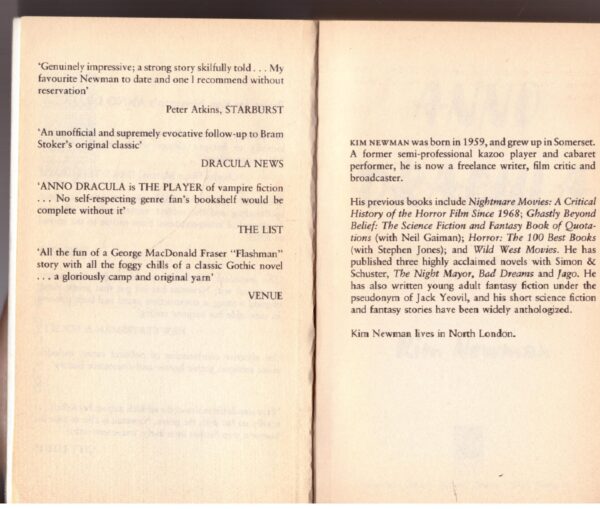 ‘Genuinely impressive; a strong story skilfully told . . . My
favourite Newman to date and one I recommend without
reservation’
Peter Atkins, STARBURST
‘An unofficial and supremely evocative follow-up to Bram
Stoker's original classic’
DRACULA NEWS
‘ANNO DRACULA is THE PLAYER of vampire fiction
. . . No self-respecting genre fan's bookshelf would be
complete without it’
THE LIST
‘All the fun of a George MacDonald Fraser “Flashman”
story with all the foggy chills of a classic Gothic novel
. . . a gloriously camp and original yarn’
VENUE
KIM NEWMAN was born in 1959, and grew up in Somerset.
A former semi-professional kazoo player and cabaret
performer, he is now a freelance writer, film critic and
broadcaster.
His previous books include Nightmare Movies: A Critical
History of the Horror Film Since 1968; Ghastly Beyond
Belief: The Science Fiction and Fantasy Book of Quota-
tions (with Neil Gaiman); Horror: The 100 Best Books
(with Stephen Jones); and Wild West Movies. He has
published three highly acclaimed novels with Simon &
Schuster, The Night Mayor, Bad Dreams and Jago. He
has also written young adult fantasy fiction under the
pseudonym of Jack Yeovil, and his short science fiction
and fantasy stories have been widely anthologized.
Kim Newman lives in North London.